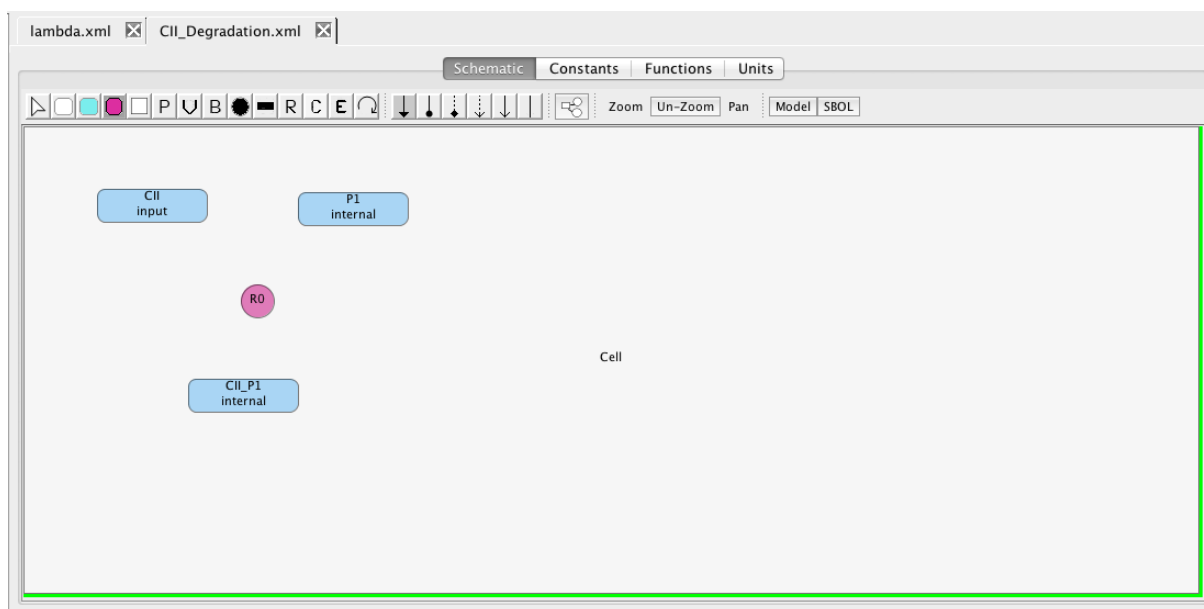 lambda.xml CII_Degradation.xml
Schematic Constants Functions Units
P V B R C E Zoom Un-Zoom Pan Model SBOL
CII
input
P1
internal
R0
Cell
CII_P1
internal